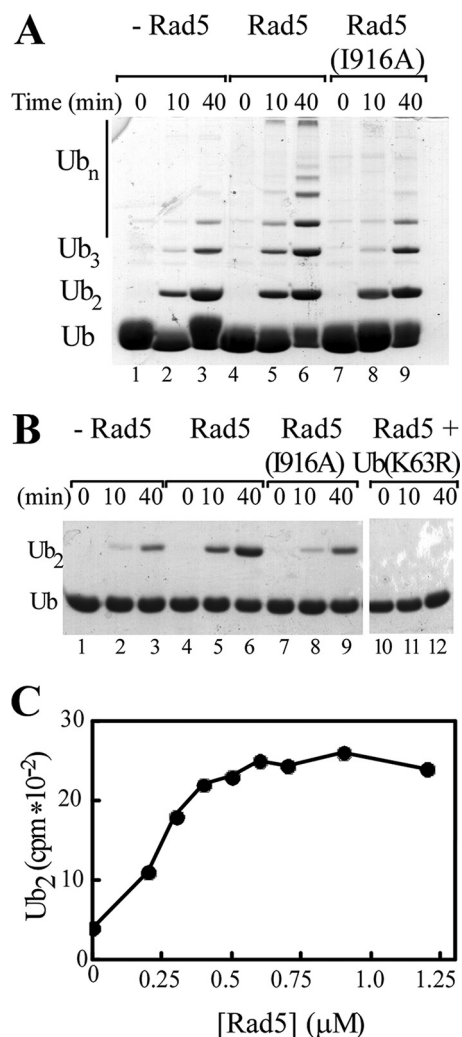 A
- Rad5 Rad5 Rad5
(I916A)
Time (min) 0 10 40 0 10 40 0 10 40
Ubn
Ub3
Ub2
Ub
1 2 3 4 5 6 7 8 9
B
- Rad5 Rad5 Rad5 Rad5 +
(I916A) Ub(K63R)
(min) 0 10 40 0 10 40 0 10 40 0 10 40
Ub2
Ub
1 2 3 4 5 6 7 8 9 10 11 12
C
30
20
10
0
Ub2 (cpm*10-2)
0 0.25 0.5 0.75 1.0 1.25
[Rad5] (µM)